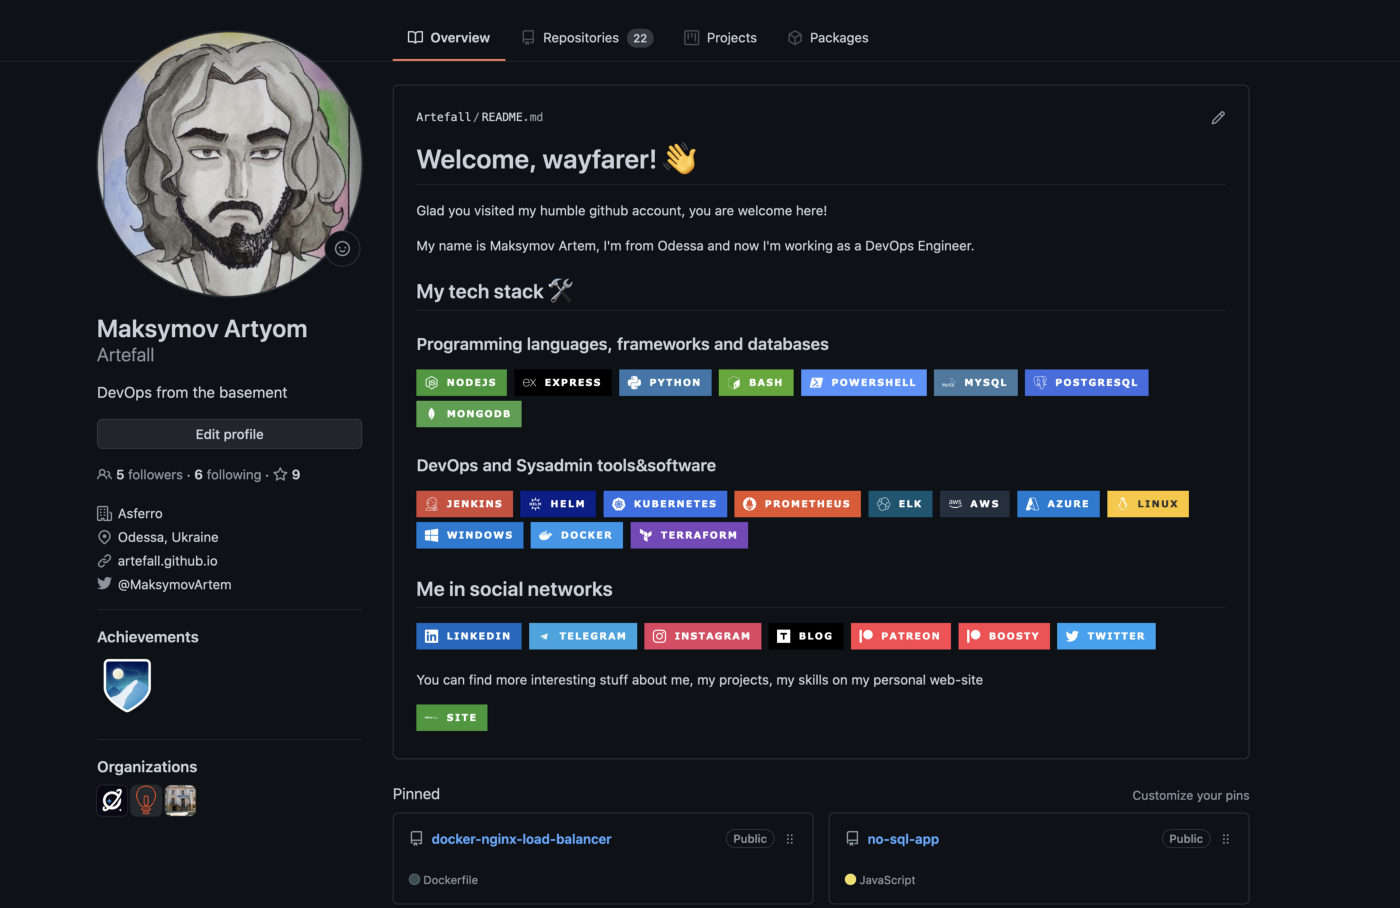 Overview
Repositories 22
Projects
Packages
Maksymov Artyom
Artefall
DevOps from the basement
Edit profile
5 followers · 6 following · 9
Asferro
Odessa, Ukraine
artefall.github.io
@MaksymovArtem
Achievements
Organizations
Artefall/README.md
Welcome, wayfarer! 👋
Glad you visited my humble github account, you are welcome here!
My name is Maksymov Artem, I'm from Odessa and now I'm working as a DevOps Engineer.
My tech stack 🛠
Programming languages, frameworks and databases
NODEJS
ex EXPRESS
PYTHON
BASH
POWERSHELL
MYSQL
POSTGRESQL
MONGODB
DevOps and Sysadmin tools&software
JENKINS
HELM
KUBERNETES
PROMETHEUS
ELK
aws AWS
AZURE
LINUX
WINDOWS
DOCKER
TERRAFORM
Me in social networks
LINKEDIN
TELEGRAM
INSTAGRAM
BLOG
PATREON
BOOSTY
TWITTER
You can find more interesting stuff about me, my projects, my skills on my personal web-site
SITE
Pinned
Customize your pins
docker-nginx-load-balancer
Public
Dockerfile
no-sql-app
Public
JavaScript